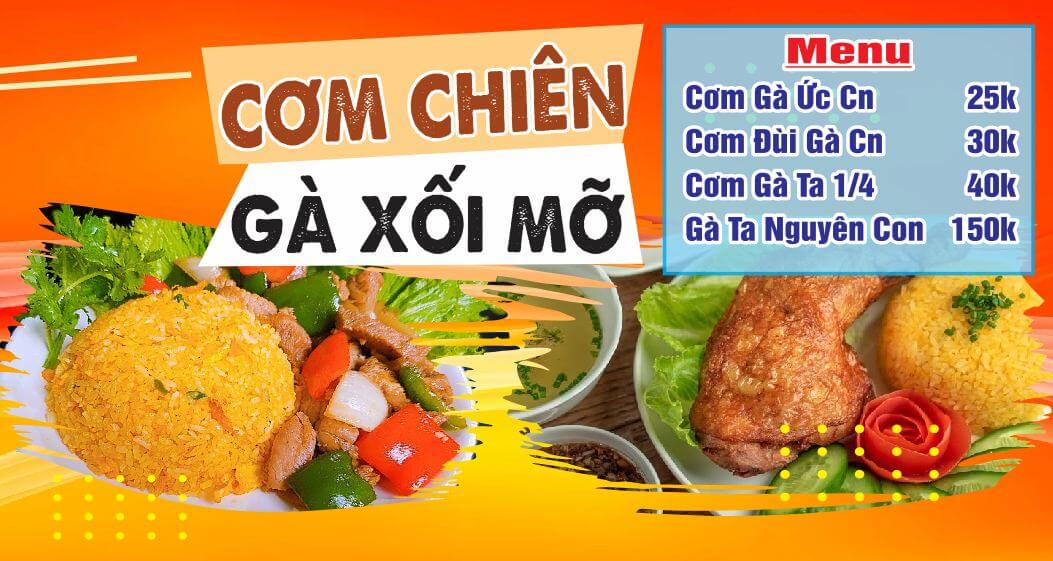 CƠM CHIÊN
GÀ XỐI MỠ
Menu
Cơm Gà Ức Cn 25k
Cơm Đùi Gà Cn 30k
Cơm Gà Ta 1/4 40k
Gà Ta Nguyên Con 150k